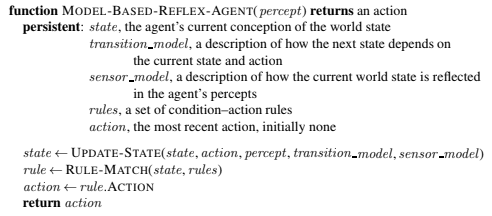 function MODEL-BASED-REFLEX-AGENT(percept) returns an action
persistent: state, the agent's current conception of the world state
transition_model, a description of how the next state depends on
the current state and action
sensor_model, a description of how the current world state is reflected
in the agent's percepts
rules, a set of condition–action rules
action, the most recent action, initially none
state ← UPDATE-STATE(state, action, percept, transition_model, sensor_model)
rule ← RULE-MATCH(state, rules)
action ← rule.ACTION
return action